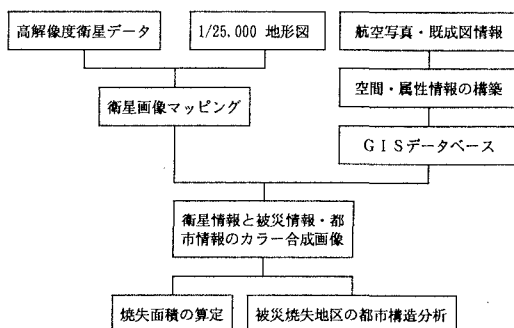 高解像度衛星データ
1/25,000 地形図
航空写真・既成図情報
衛星画像マッピング
空間・属性情報の構築
GISデータベース
衛星情報と被災情報・都
市情報のカラー合成画像
焼失面積の算定
被災焼失地区の都市構造分析